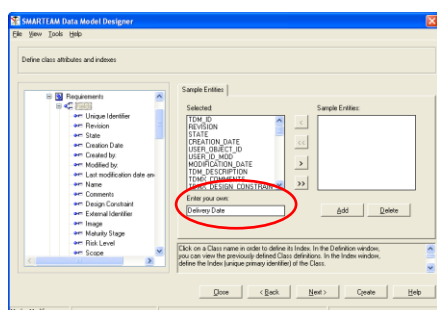 SMARTEAM Data Model Designer
File View Tools Help
Define class attributes and indexes
Requirements
Fields
Unique Identifier
Revision
State
Creation Date
Created by:
Modified by:
Last modification date an
Name
Comments
Design Constraint
External Identifier
Image
Maturity Stage
Risk Level
Scope
Sample Entities
Selected:
TDM_ID
REVISION
STATE
CREATION_DATE
USER_OBJECT_ID
USER_ID_MOD
MODIFICATION_DATE
TDM_DESCRIPTION
TDMX_COMMENTS
TDMX_DESIGN_CONSTRAIN
Sample Entities:
<
<<
>
>>
Enter your own:
Delivery Date
Add
Delete
Click on a Class name in order to define its Index. In the Definition window,
you can view the previously defined Class definitions. In the Index window,
define the Index (unique primary identifier) of the Class.
Close
< Back
Next >
Create
Help